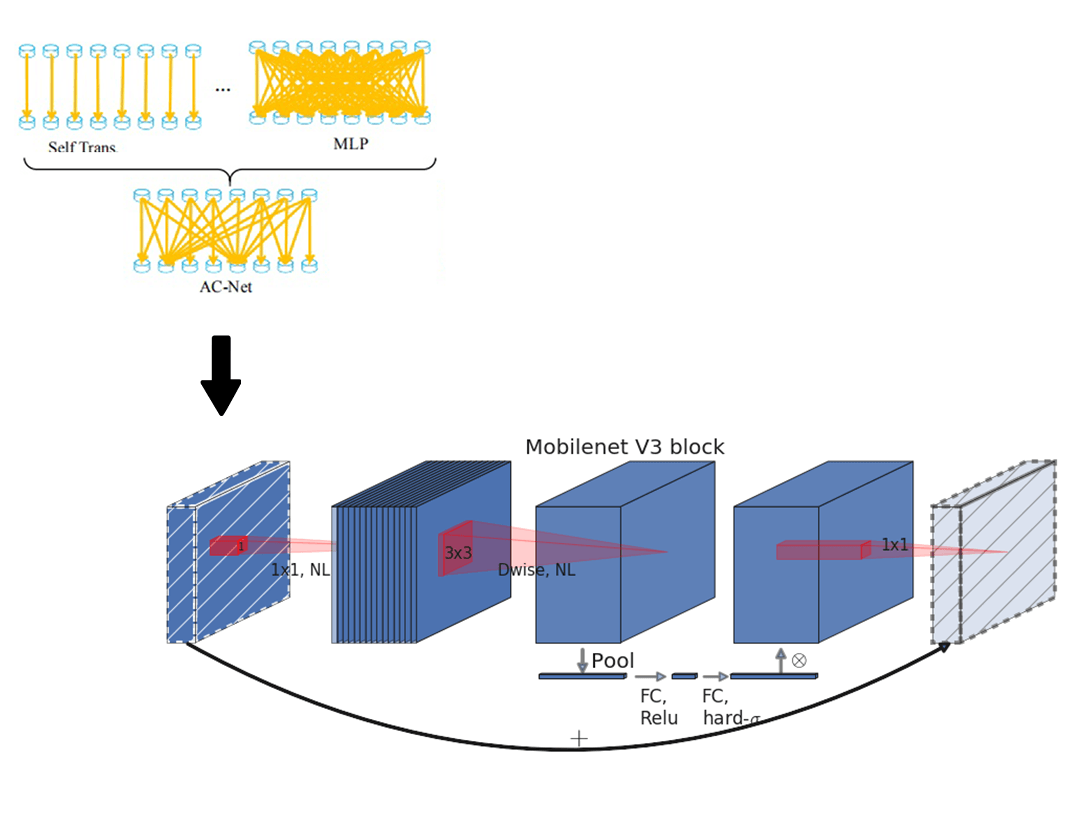 ...
Self Trans.
MLP
AC-Net
Mobilenet V3 block
1
1x1, NL
3x3
Dwise, NL
1x1
Pool
⊗
FC,
Relu
FC,
hard-σ
+